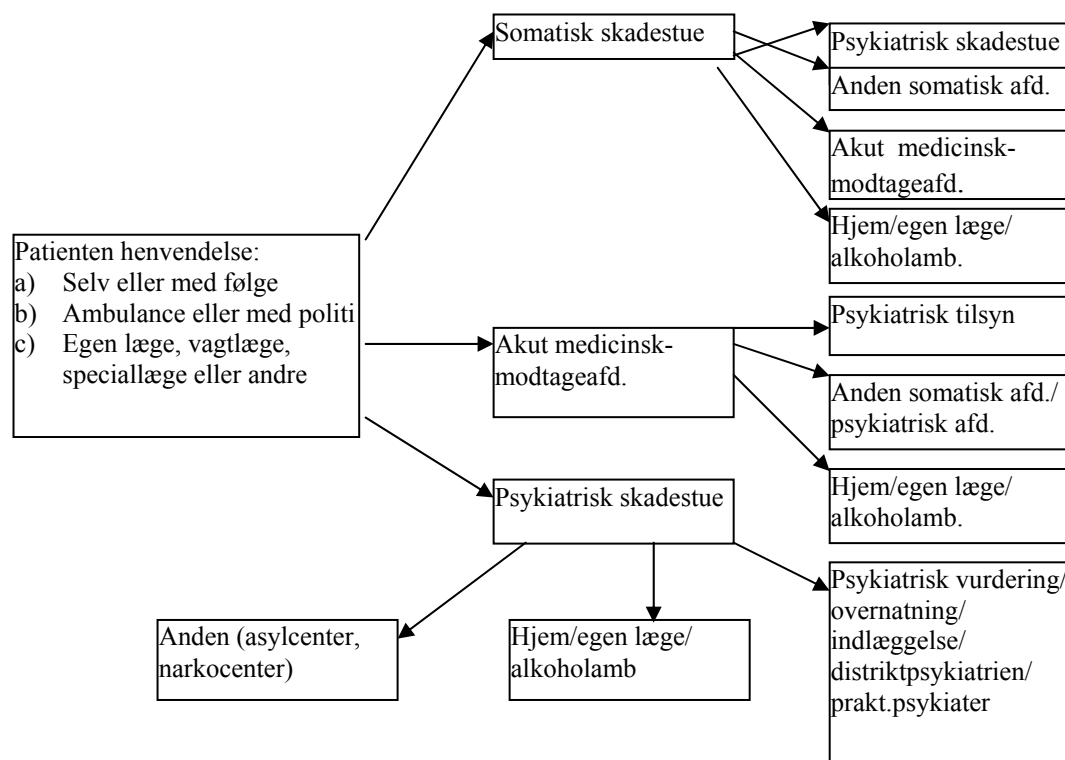 Somatisk skadestue
Psykiatrisk skadestue
Anden somatisk afd.
Akut  medicinsk-
modtageafd.
Hjem/egen læge/
alkoholamb.
Patienten henvendelse:
a) Selv eller med følge
b) Ambulance eller med politi
c) Egen læge, vagtlæge,
speciallæge eller andre
Akut medicinsk-
modtageafd.
Psykiatrisk tilsyn
Anden somatisk afd./
psykiatrisk afd.
Hjem/egen læge/
alkoholamb.
Psykiatrisk skadestue
Anden (asylcenter,
narkocenter)
Hjem/egen læge/
alkoholamb
Psykiatrisk vurdering/
overnatning/
indlæggelse/
distriktpsykiatrien/
prakt.psykiater